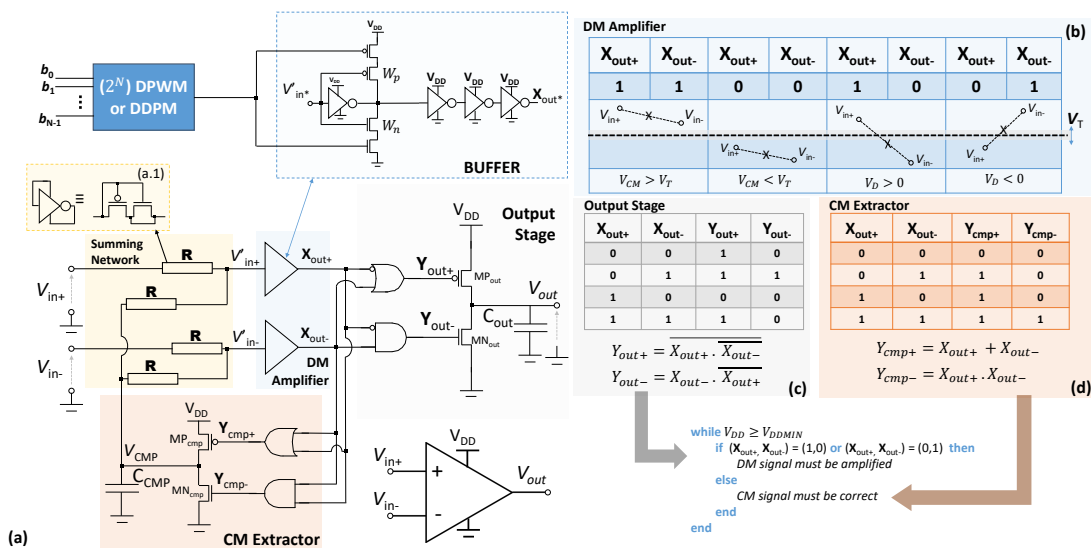 b0
b1
bN-1
(2^N) DPWM
or DDPM
VDD
Wp
VDD
V'in*
Wn
VDD
VDD
VDD
Xout*
BUFFER
(a.1)
≡
Summing
Network
R
V'in+
Xout+
Vin+
R
R
V'in-
Xout-
Vin-
R
DM
Amplifier
Output
Stage
VDD
Yout+
MPout
Vout
Yout-
MNout
Cout
VDD
MPcmp
Ycmp+
VCMP
CCMP
MNcmp
Ycmp-
CM Extractor
VDD
Vin+
+
Vin-
-
Vout
(a)
DM Amplifier
(b)
Xout+ Xout- Xout+ Xout- Xout+ Xout- Xout+ Xout-
1 1 0 0 1 0 0 1
Vin+ X Vin-
Vin+ X Vin-
Vin+ X Vin-
Vin+ X Vin-
VT
VCM > VT VCM < VT VD > 0 VD < 0
Output Stage
Xout+ Xout- Yout+ Yout-
0 0 1 0
0 1 1 1
1 0 0 0
1 1 1 0
Yout+ = \overline{Xout+ . \overline{Xout-}}
Yout- = Xout- . \overline{Xout+}
(c)
CM Extractor
Xout+ Xout- Ycmp+ Ycmp-
0 0 0 0
0 1 1 0
1 0 1 0
1 1 1 1
Ycmp+ = Xout+ + Xout-
Ycmp- = Xout+ . Xout-
(d)
while VDD ≥ VDDMIN
if (Xout+, Xout-) = (1,0) or (Xout+, Xout-) = (0,1) then
DM signal must be amplified
else
CM signal must be correct
end
end